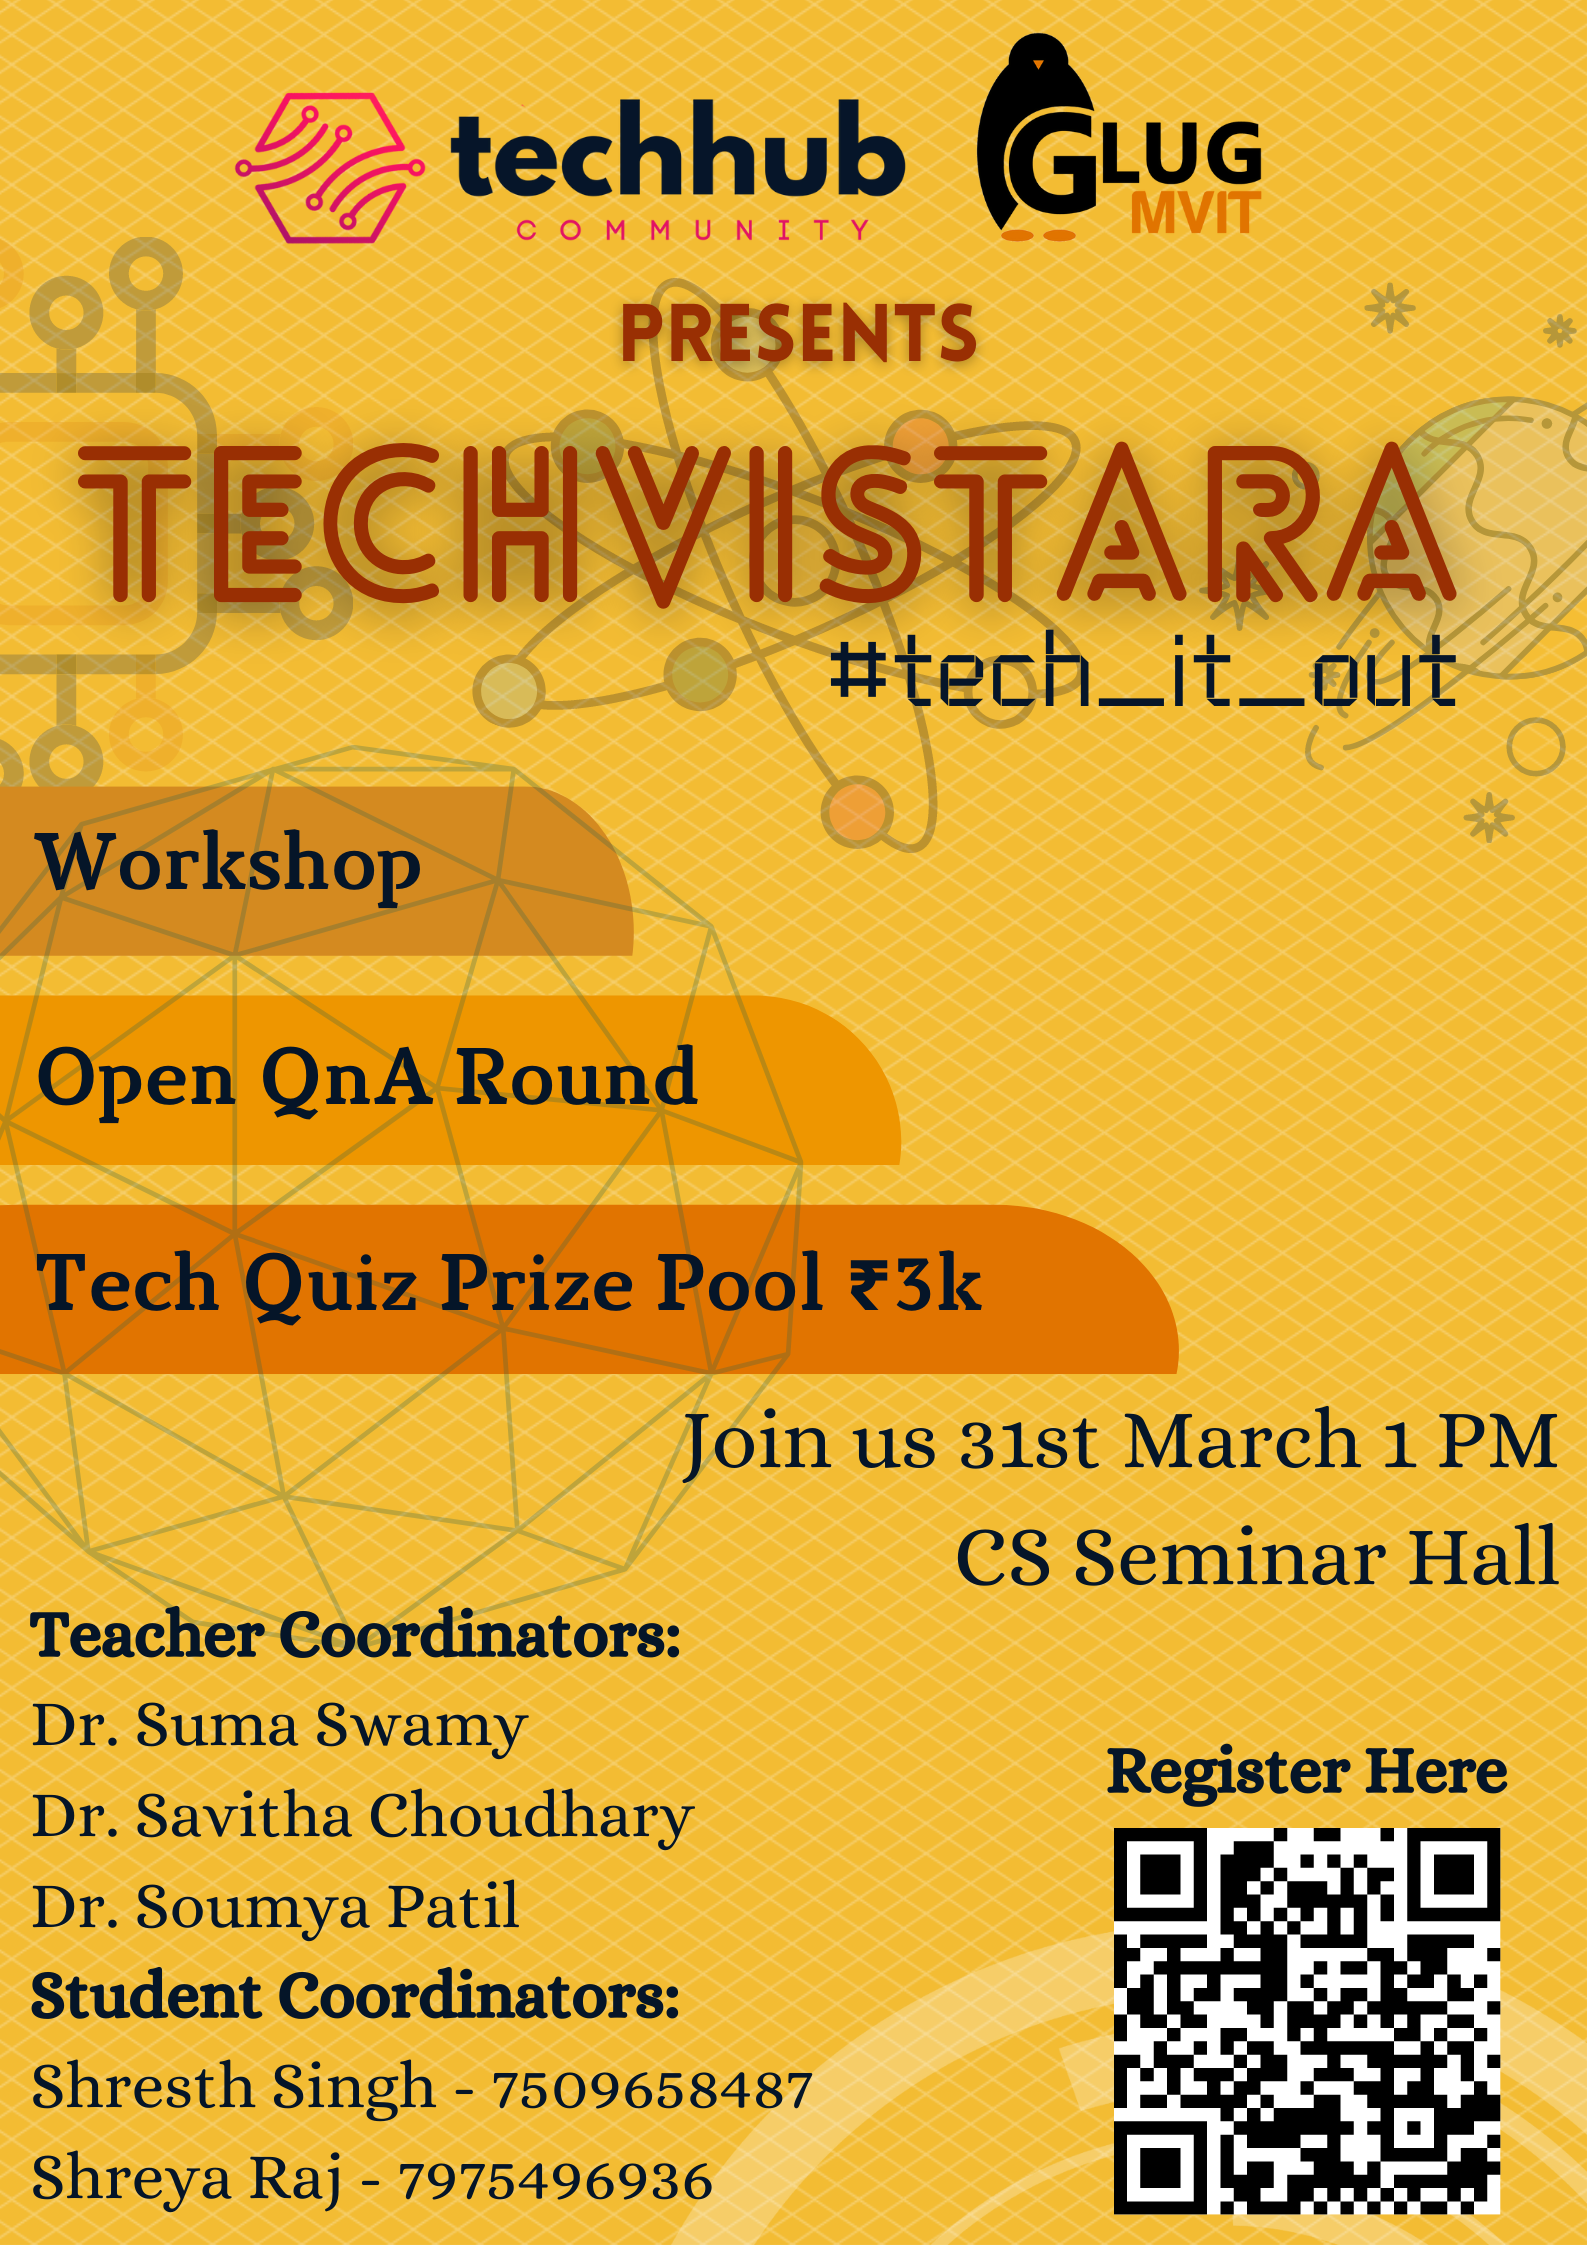 techhub
COMMUNITY
GLUG
MVIT
PRESENTS
TECHVISTARA
#tech_it_out
Workshop
Open QnA Round
Tech Quiz Prize Pool ₹3k
Join us 31st March 1 PM
CS Seminar Hall
Teacher Coordinators:
Dr. Suma Swamy
Dr. Savitha Choudhary
Dr. Soumya Patil
Student Coordinators:
Shresth Singh - 7509658487
Shreya Raj - 7975496936
Register Here